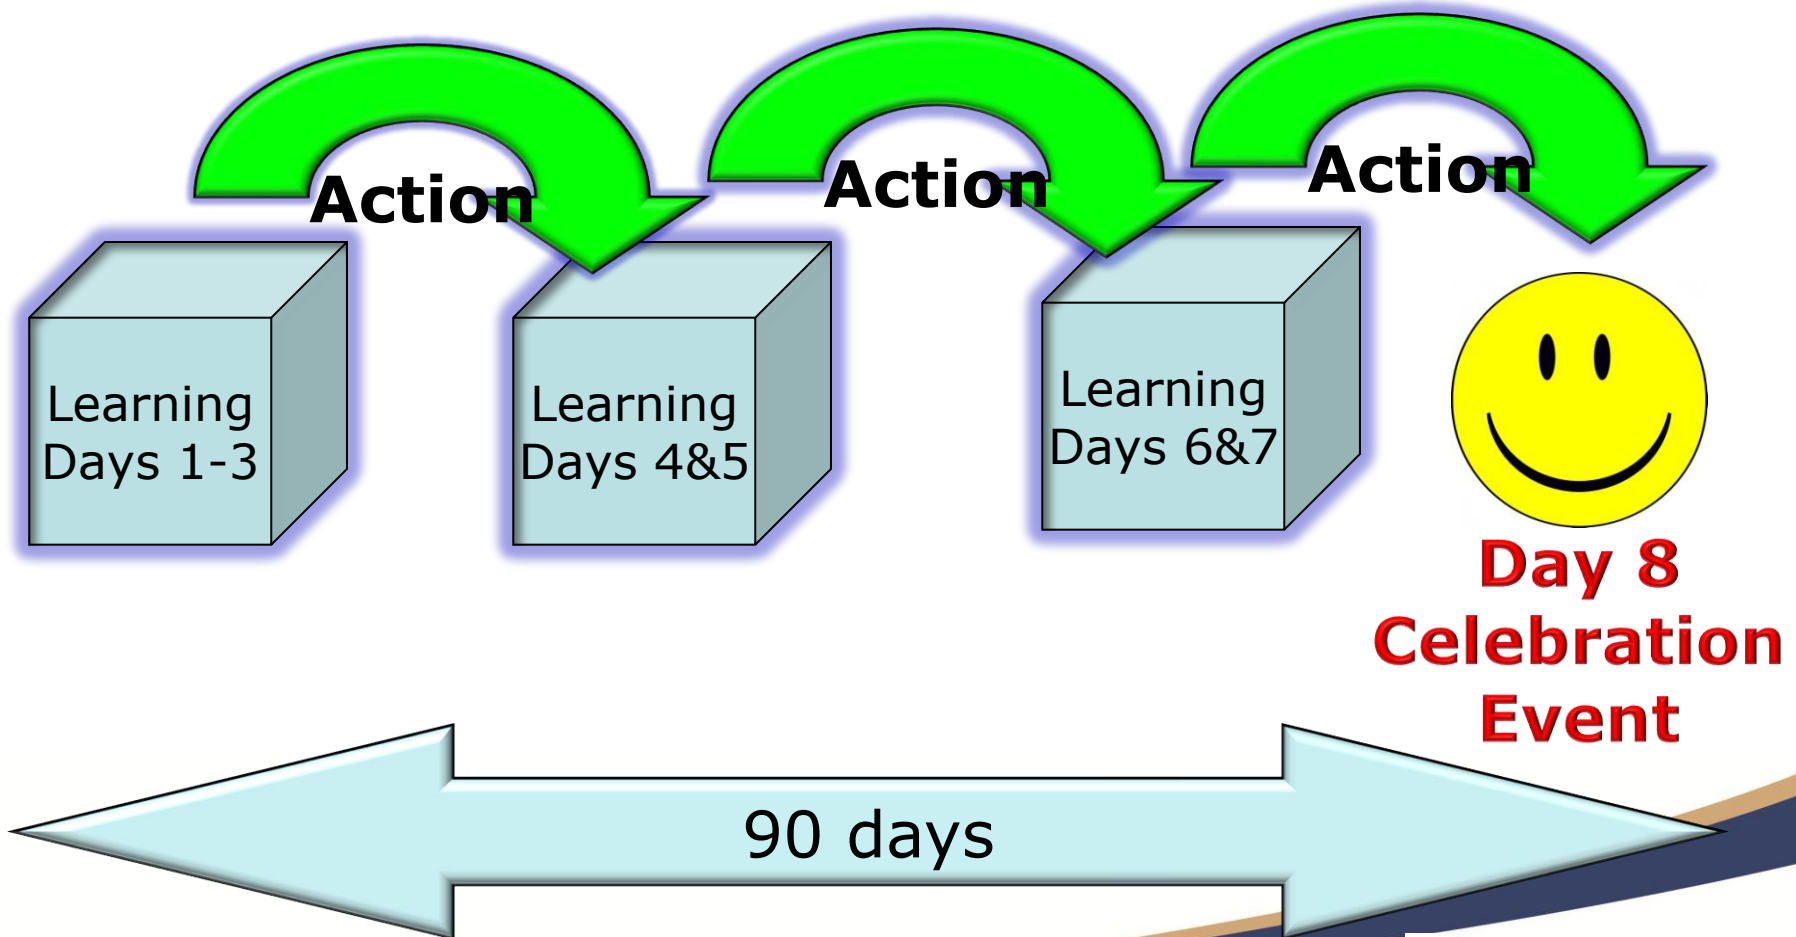 Action
Action
Action
Learning
Days 1-3
Learning
Days 4&5
Learning
Days 6&7
Day 8
Celebration
Event
90 days